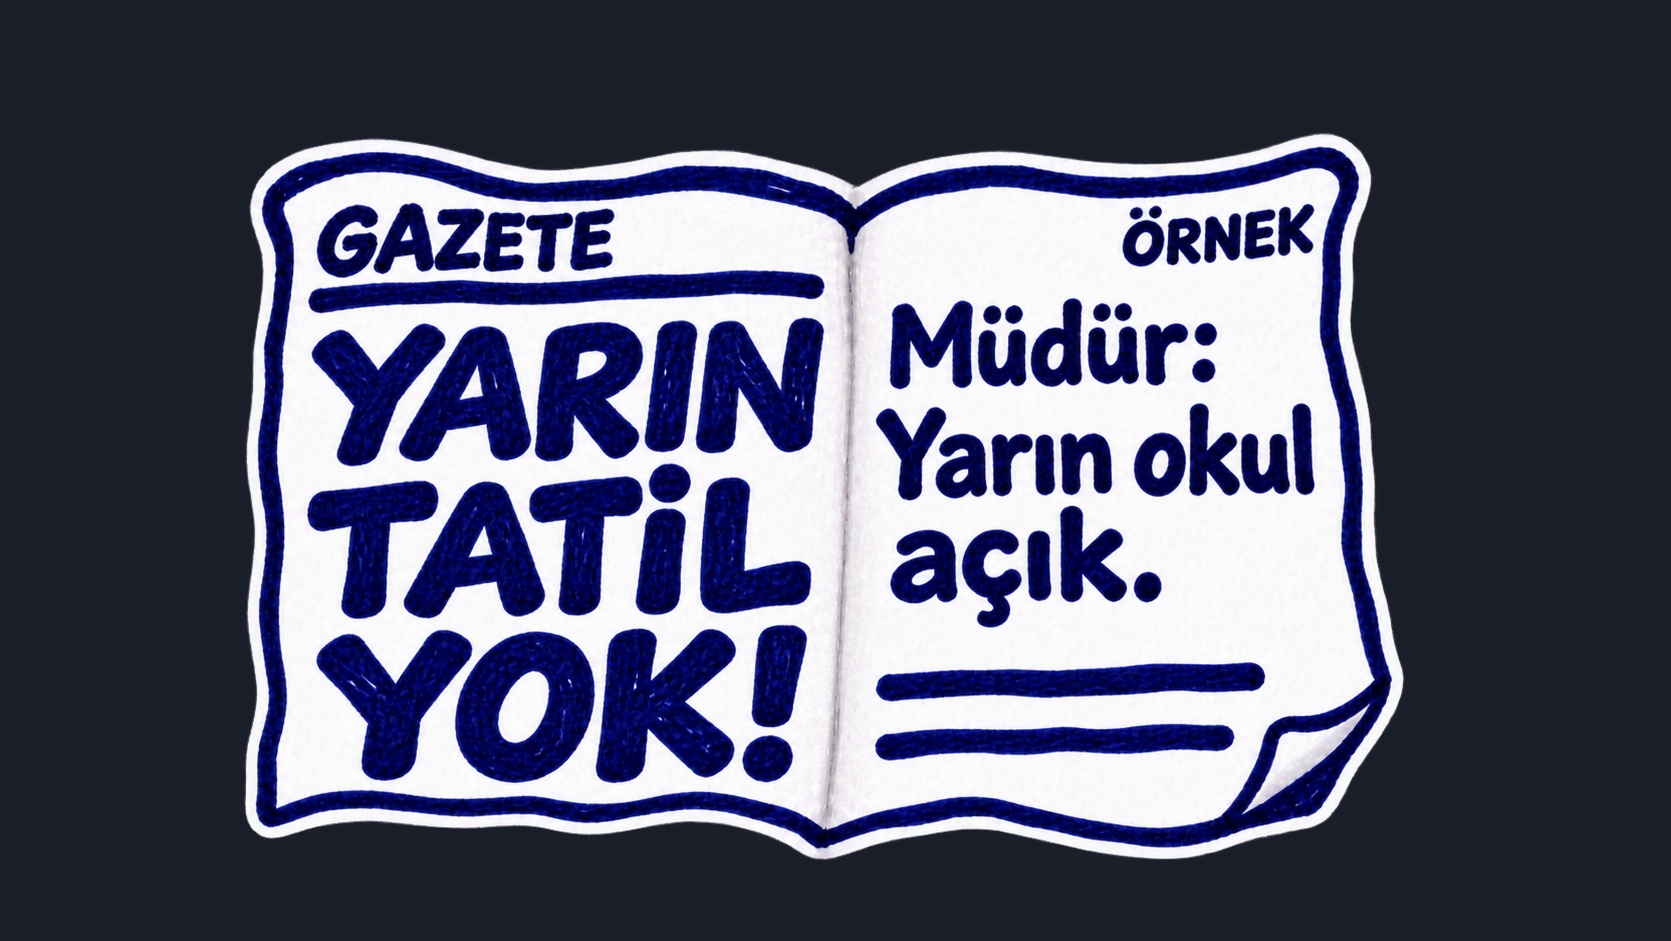 GAZETE
YARIN
TATİL
YOK!
ÖRNEK
Müdür:
Yarın okul
açık.